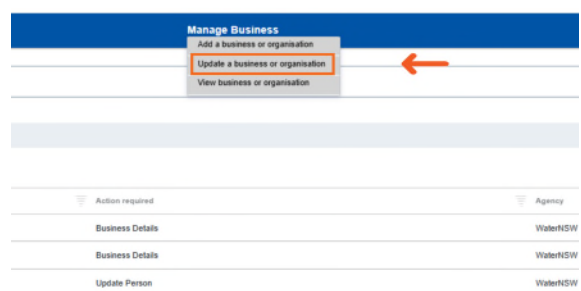 Manage Business
Add a business or organisation
Update a business or organisation
View business or organisation
Action required Agency
Business Details WaterNSW
Business Details WaterNSW
Update Person WaterNSW